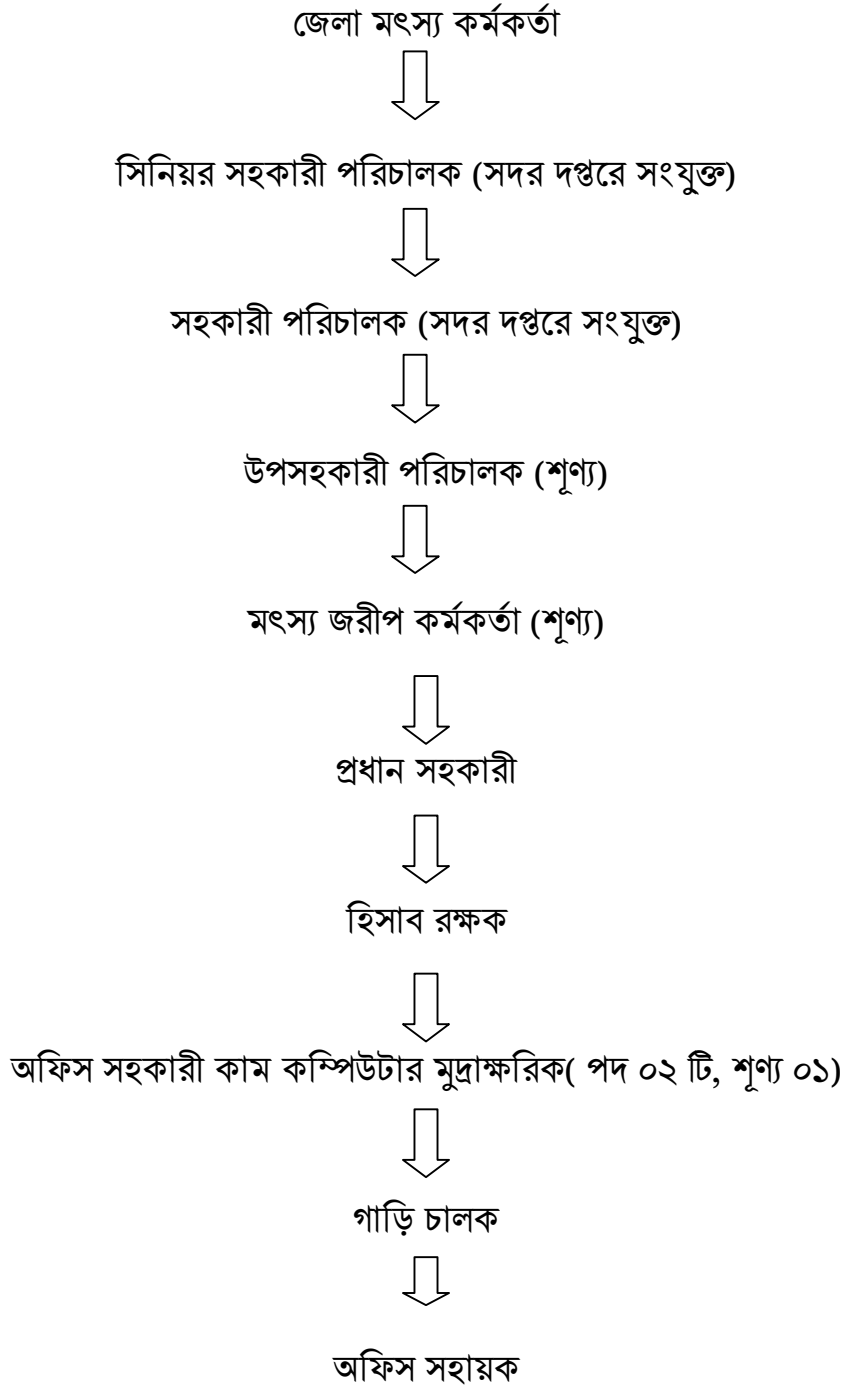 জেলা মৎস্য কর্মকর্তা
সিনিয়র সহকারী পরিচালক (সদর দপ্তরে সংযুক্ত)
সহকারী পরিচালক (সদর দপ্তরে সংযুক্ত)
উপসহকারী পরিচালক (শূণ্য)
মৎস্য জরীপ কর্মকর্তা (শূণ্য)
প্রধান সহকারী
হিসাব রক্ষক
অফিস সহকারী কাম কম্পিউটার মুদ্রাক্ষরিক( পদ ০২ টি, শূণ্য ০১)
গাড়ি চালক
অফিস সহায়ক